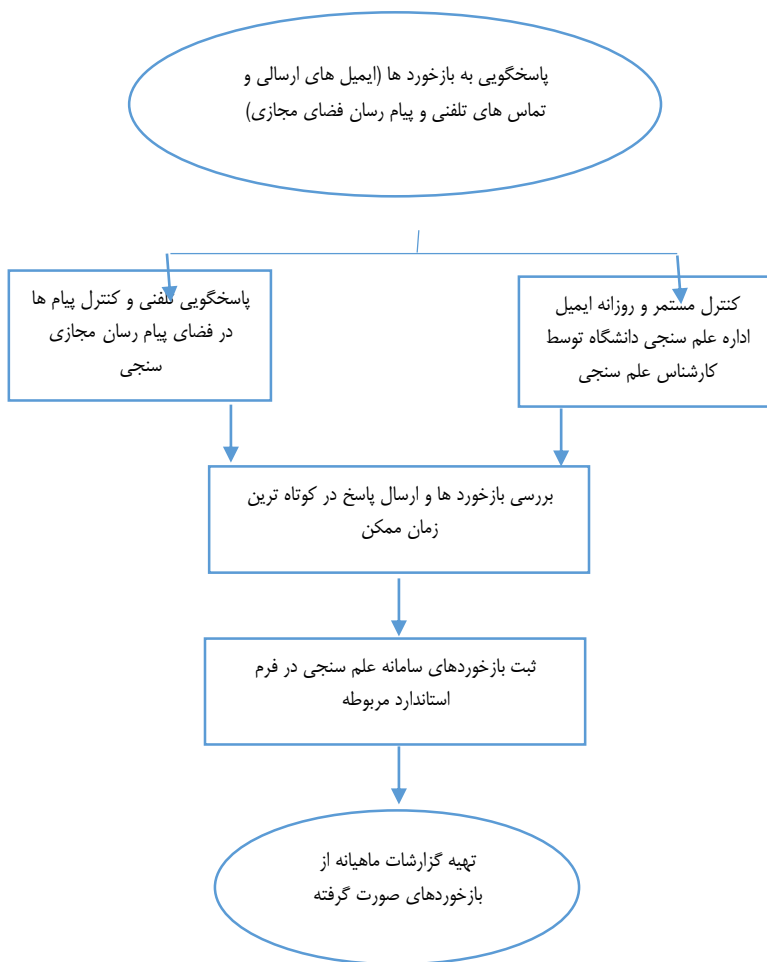 پاسخگویی به بازخورد ها (ایمیل های ارسالی و
تماس های تلفنی و پیام رسان فضای مجازی)
کنترل مستمر و روزانه ایمیل
اداره علم سنجی دانشگاه توسط
کارشناس علم سنجی
پاسخگویی تلفنی و کنترل پیام ها
در فضای پیام رسان مجازی
سنجی
بررسی بازخورد ها و ارسال پاسخ در کوتاه ترین
زمان ممکن
ثبت بازخوردهای سامانه علم سنجی در فرم
استاندارد مربوطه
تهیه گزارشات ماهیانه از
بازخوردهای صورت گرفته